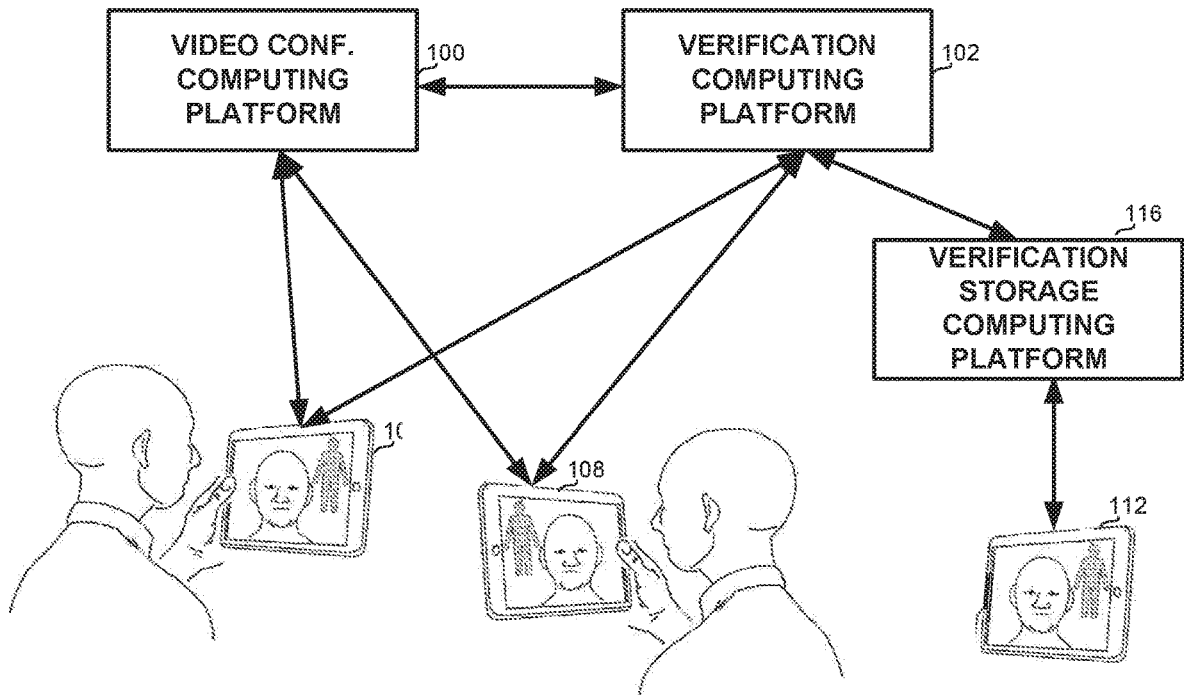 VIDEO CONF.
COMPUTING
PLATFORM
100
VERIFICATION
COMPUTING
PLATFORM
102
116
VERIFICATION
STORAGE
COMPUTING
PLATFORM
108
112